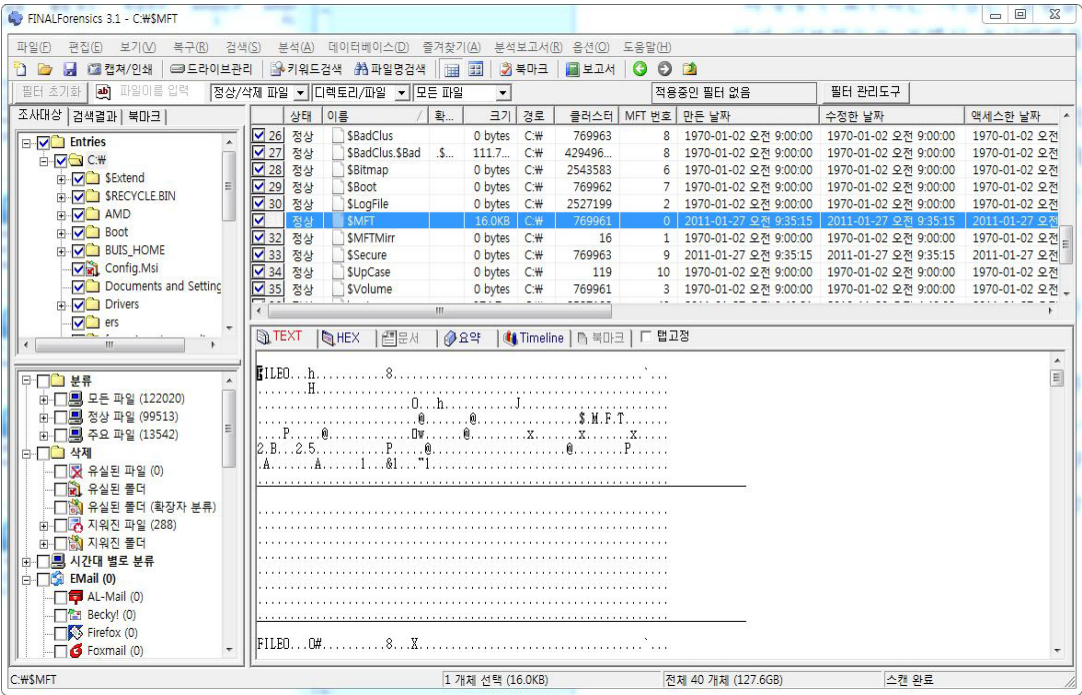 FINALForensics 3.1 - C:₩$MFT
파일(F) 편집(E) 보기(V) 복구(R) 검색(S) 분석(A) 데이터베이스(D) 즐겨찾기(A) 분석보고서(R) 옵션(O) 도움말(H)
캡쳐/인쇄 드라이브관리 키워드검색 파일명검색 북마크 보고서
필터 초기화 ab 파일이름 입력 정상/삭제 파일 디렉토리/파일 모든 파일 적용중인 필터 없음 필터 관리도구
조사대상 검색결과 북마크
Entries
C:₩
$Extend
$RECYCLE.BIN
AMD
Boot
BUIS_HOME
Config.Msi
Documents and Setting
Drivers
ers
분류
모든 파일 (122020)
정상 파일 (99513)
주요 파일 (13542)
삭제
유실된 파일 (0)
유실된 폴더
유실된 폴더 (확장자 분류)
지워진 파일 (288)
지워진 폴더
시간대 별로 분류
EMail (0)
AL-Mail (0)
Becky! (0)
Firefox (0)
Foxmail (0)
상태 이름 / 확... 크기 경로 클러스터 MFT 번호 만든 날짜 수정한 날짜 액세스한 날짜
26 정상 $BadClus 0 bytes C:₩ 769963 8 1970-01-02 오전 9:00:00 1970-01-02 오전 9:00:00 1970-01-02 오전
27 정상 $BadClus.$Bad .$... 111.7... C:₩ 429496... 8 1970-01-02 오전 9:00:00 1970-01-02 오전 9:00:00 1970-01-02 오전
28 정상 $Bitmap 0 bytes C:₩ 2543583 6 1970-01-02 오전 9:00:00 1970-01-02 오전 9:00:00 1970-01-02 오전
29 정상 $Boot 0 bytes C:₩ 769962 7 1970-01-02 오전 9:00:00 1970-01-02 오전 9:00:00 1970-01-02 오전
30 정상 $LogFile 0 bytes C:₩ 2527199 2 1970-01-02 오전 9:00:00 1970-01-02 오전 9:00:00 1970-01-02 오전
정상 $MFT 16.0KB C:₩ 769961 0 2011-01-27 오전 9:35:15 2011-01-27 오전 9:35:15 2011-01-27 오전
32 정상 $MFTMirr 0 bytes C:₩ 16 1 1970-01-02 오전 9:00:00 1970-01-02 오전 9:00:00 1970-01-02 오전
33 정상 $Secure 0 bytes C:₩ 769963 9 2011-01-27 오전 9:35:15 2011-01-27 오전 9:35:15 2011-01-27 오전
34 정상 $UpCase 0 bytes C:₩ 119 10 1970-01-02 오전 9:00:00 1970-01-02 오전 9:00:00 1970-01-02 오전
35 정상 $Volume 0 bytes C:₩ 769961 3 1970-01-02 오전 9:00:00 1970-01-02 오전 9:00:00 1970-01-02 오전
TEXT HEX 문서 요약 Timeline 북마크 탭고정
FILE0...h..........8..............................`...
........H.............................................
.......................0..h..........J................
........................@.......@...............$.M.F.T.....
....P.....@............0w......@........X.......X.......X....
2.B...2.5..........P....@.....................@........P....
.A.......A......1...&1..."1..........................
FILE0...0#.........8...X..............................`...
C:₩$MFT 1 개체 선택 (16.0KB) 전체 40 개체 (127.6GB) 스캔 완료